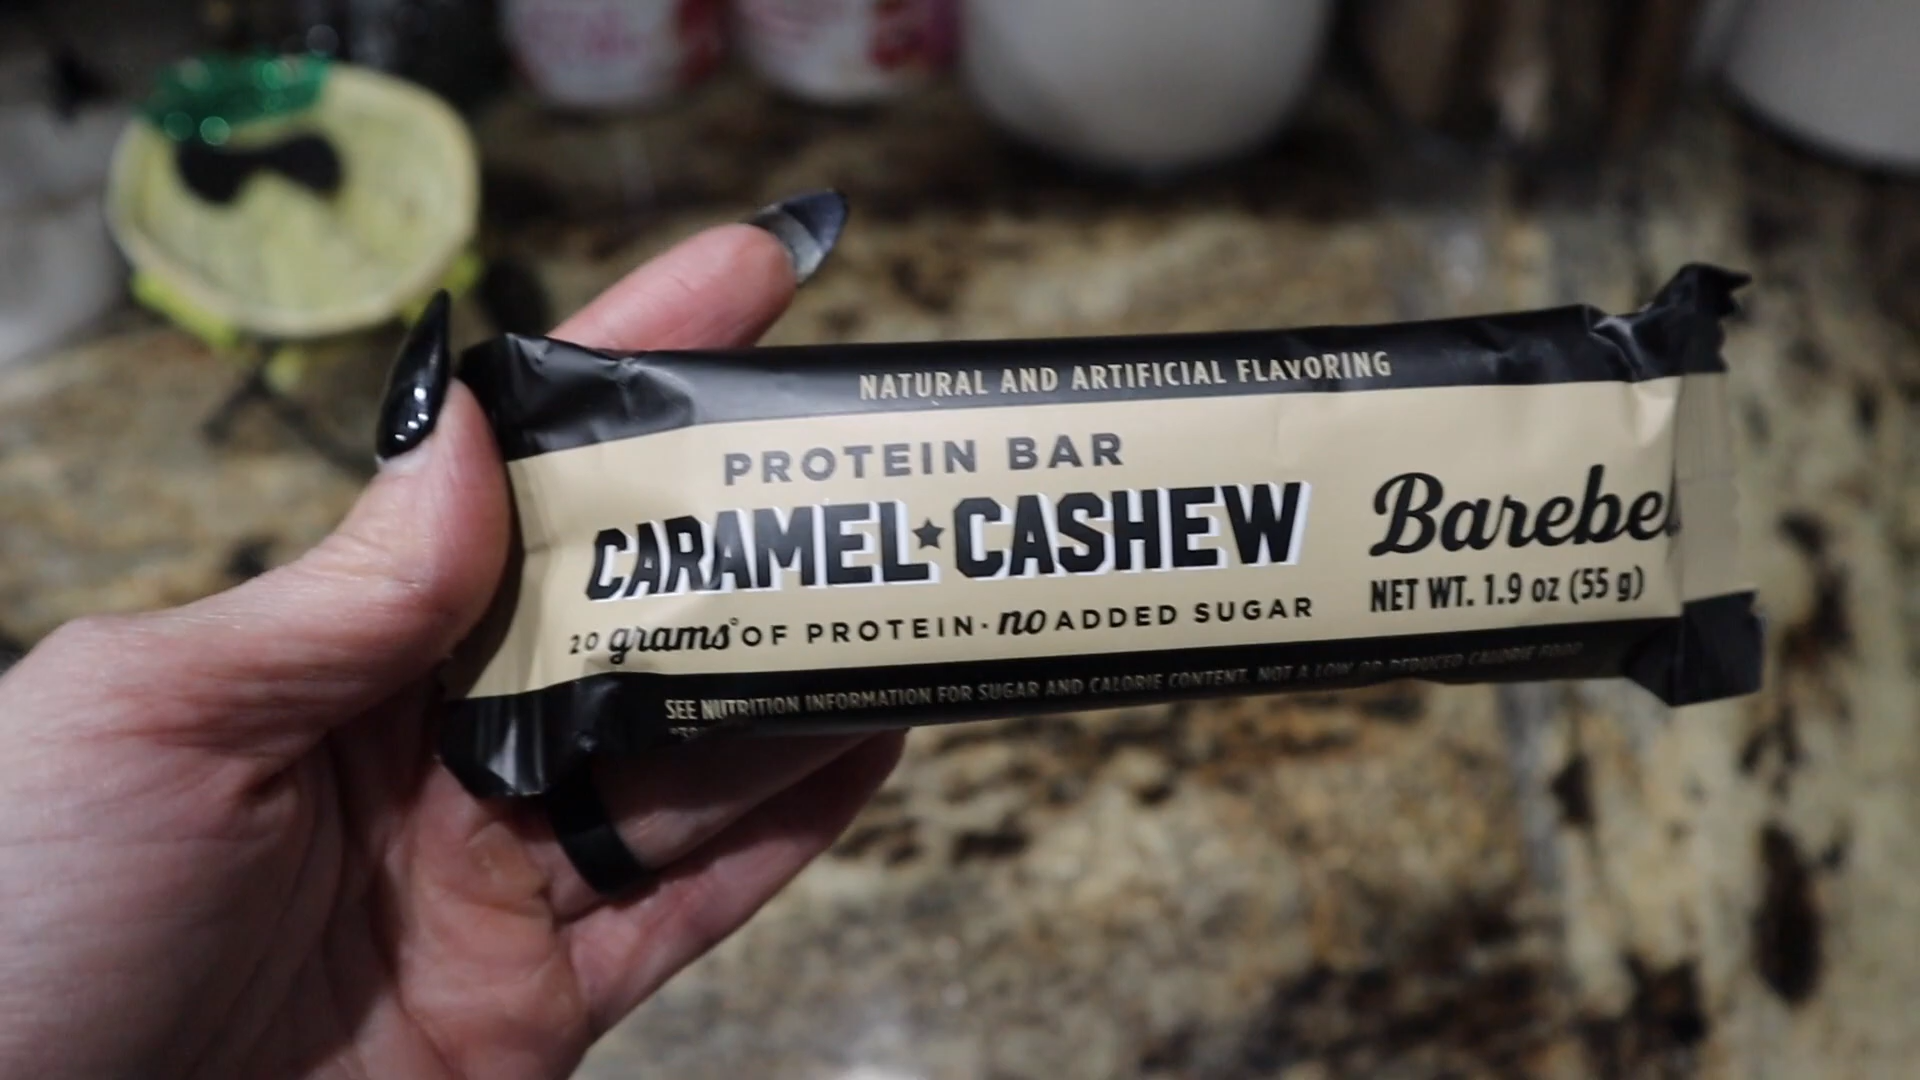 NATURAL AND ARTIFICIAL FLAVORING
PROTEIN BAR
CARAMEL★CASHEW
20 grams° OF PROTEIN · no ADDED SUGAR
Barebel
NET WT. 1.9 oz (55 g)
SEE NUTRITION INFORMATION FOR SUGAR AND CALORIE CONTENT. NOT A LOW OR REDUCED CALORIE FOOD